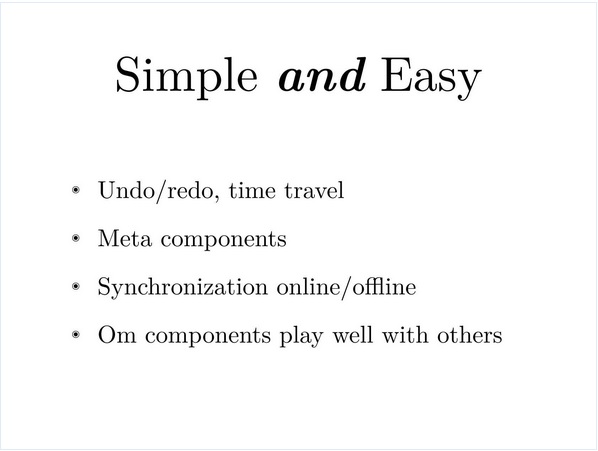 Simple and Easy
Undo/redo, time travel
Meta components
Synchronization online/offline
Om components play well with others